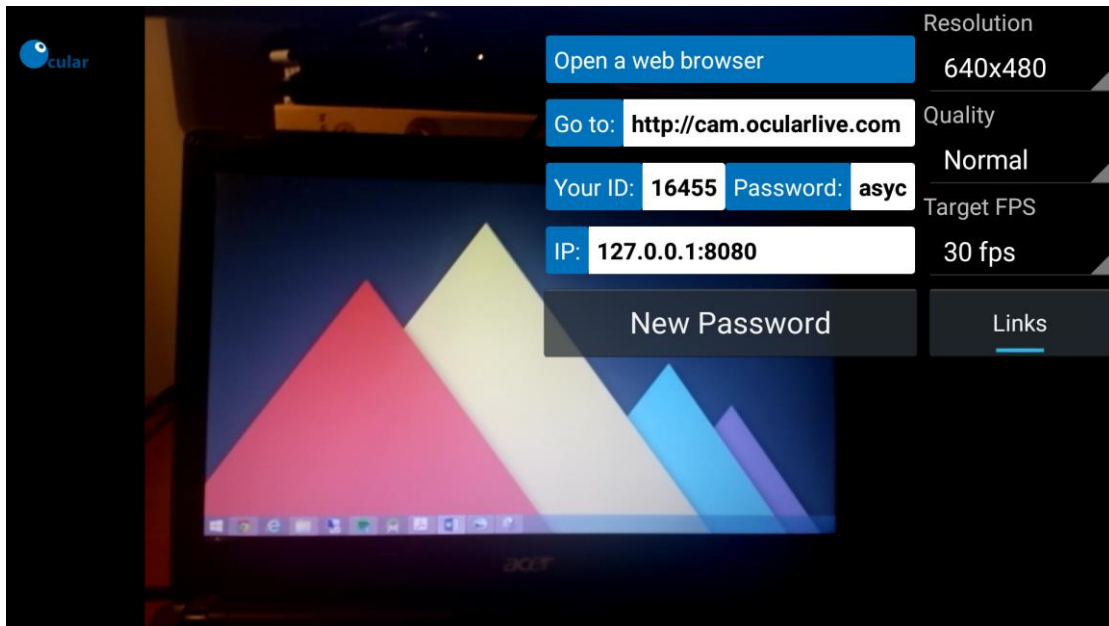 cular
Open a web browser
Go to: http://cam.ocularlive.com
Your ID: 16455 Password: asyc
IP: 127.0.0.1:8080
New Password
Resolution
640x480
Quality
Normal
Target FPS
30 fps
Links
acer